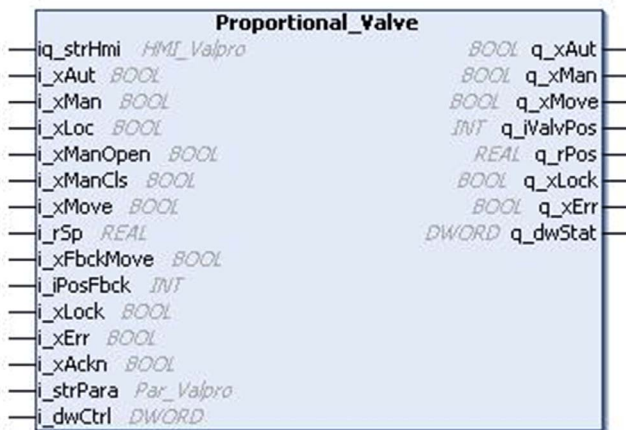 Proportional_Valve
iq_strHmi HMI_Valpro BOOL q_xAut
i_xAut BOOL BOOL q_xMan
i_xMan BOOL BOOL q_xMove
i_xLoc BOOL INT q_iValvPos
i_xManOpen BOOL REAL q_rPos
i_xManCls BOOL BOOL q_xLock
i_xMove BOOL BOOL q_xErr
i_rSp REAL DWORD q_dwStat
i_xFbckMove BOOL
i_iPosFbck INT
i_xLock BOOL
i_xErr BOOL
i_xAckn BOOL
i_strPara Par_Valpro
i_dwCtrl DWORD